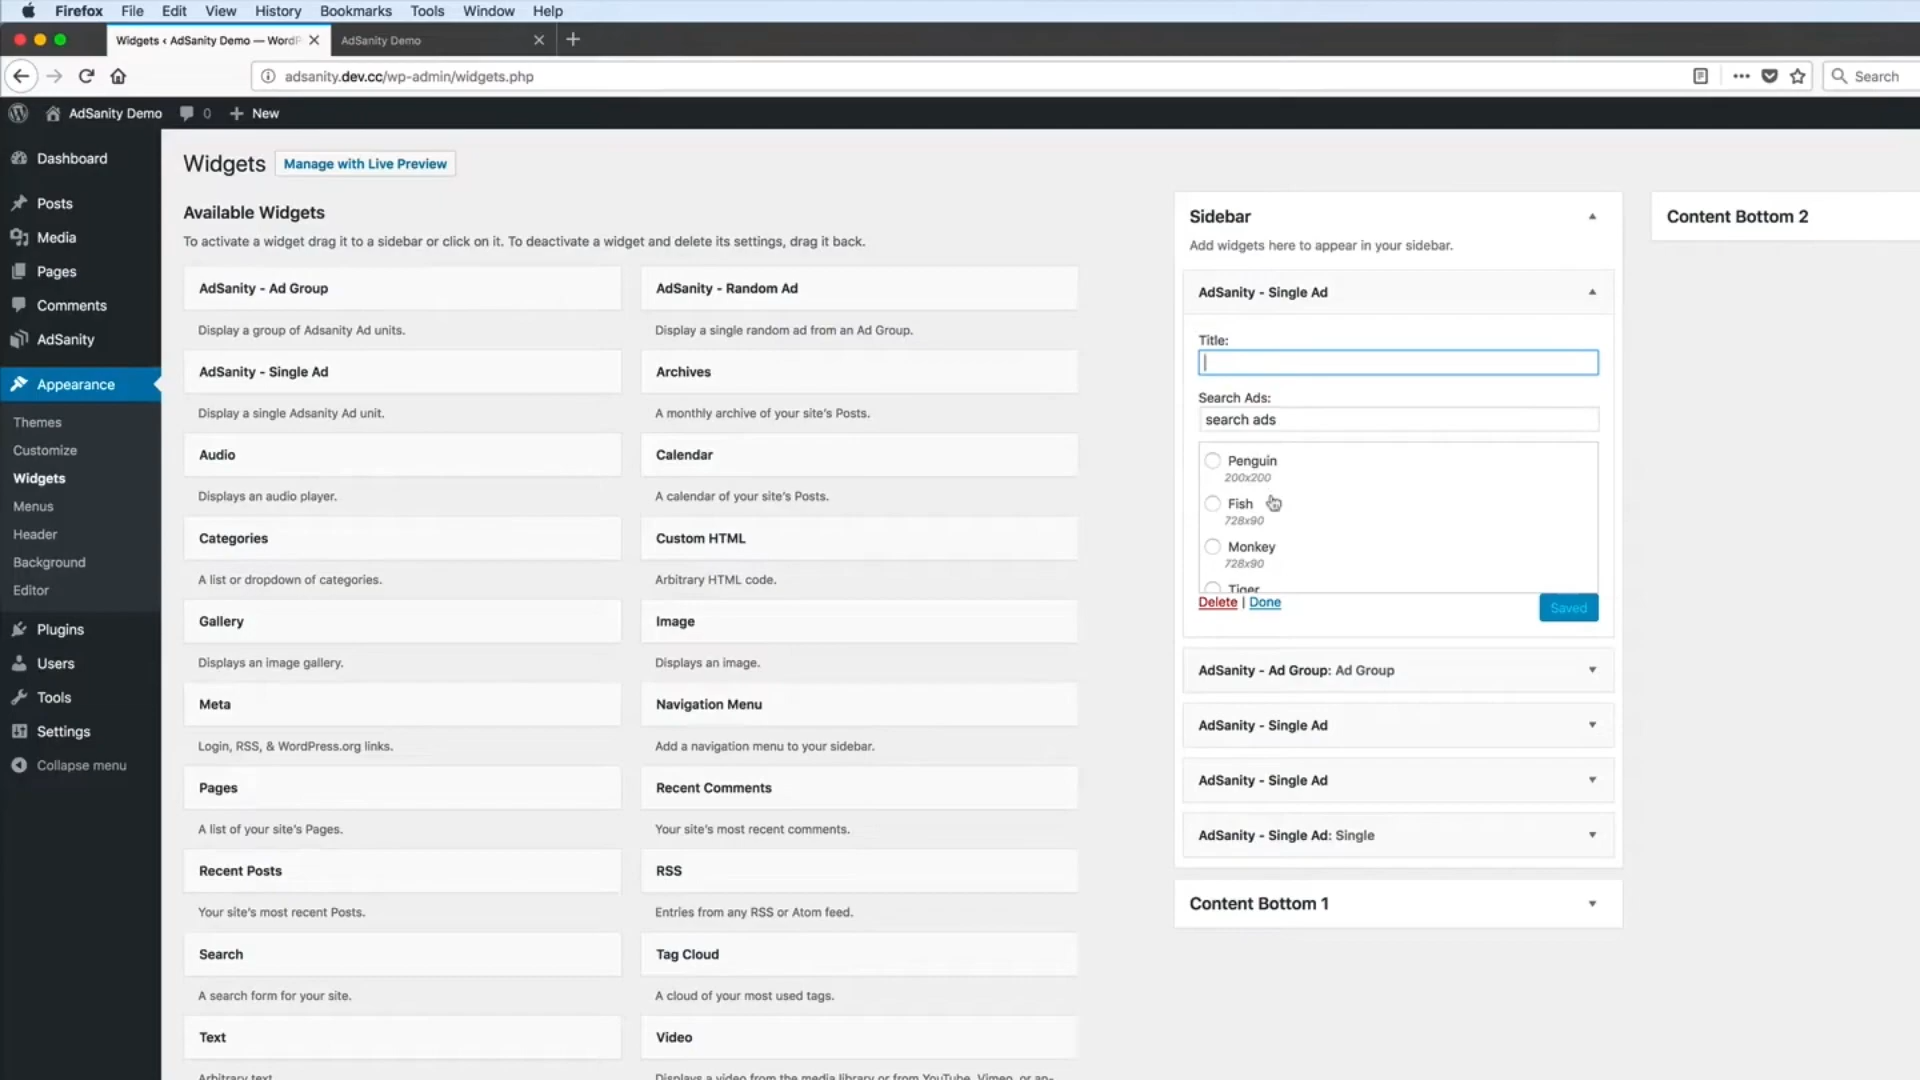 Firefox File Edit View History Bookmarks Tools Window Help
Widgets ‹ AdSanity Demo — WordP
AdSanity Demo
adsanity.dev.cc/wp-admin/widgets.php
Search
AdSanity Demo 0 New
Dashboard
Posts
Media
Pages
Comments
AdSanity
Appearance
Themes
Customize
Widgets
Menus
Header
Background
Editor
Plugins
Users
Tools
Settings
Collapse menu
Widgets Manage with Live Preview
Available Widgets
To activate a widget drag it to a sidebar or click on it. To deactivate a widget and delete its settings, drag it back.
AdSanity - Ad Group
Display a group of Adsanity Ad units.
AdSanity - Random Ad
Display a single random ad from an Ad Group.
AdSanity - Single Ad
Display a single Adsanity Ad unit.
Archives
A monthly archive of your site's Posts.
Audio
Displays an audio player.
Calendar
A calendar of your site's Posts.
Categories
A list or dropdown of categories.
Custom HTML
Arbitrary HTML code.
Gallery
Displays an image gallery.
Image
Displays an image.
Meta
Login, RSS, & WordPress.org links.
Navigation Menu
Add a navigation menu to your sidebar.
Pages
A list of your site's Pages.
Recent Comments
Your site's most recent comments.
Recent Posts
Your site's most recent Posts.
RSS
Entries from any RSS or Atom feed.
Search
A search form for your site.
Tag Cloud
A cloud of your most used tags.
Text
Arbitrary text.
Video
Displays a video from the media library or from YouTube, Vimeo, or an-
Sidebar
Add widgets here to appear in your sidebar.
AdSanity - Single Ad
Title:
Search Ads:
search ads
Penguin
200x200
Fish
728x90
Monkey
728x90
Tiger
Delete | Done
Saved
AdSanity - Ad Group: Ad Group
AdSanity - Single Ad
AdSanity - Single Ad
AdSanity - Single Ad: Single
Content Bottom 1
Content Bottom 2